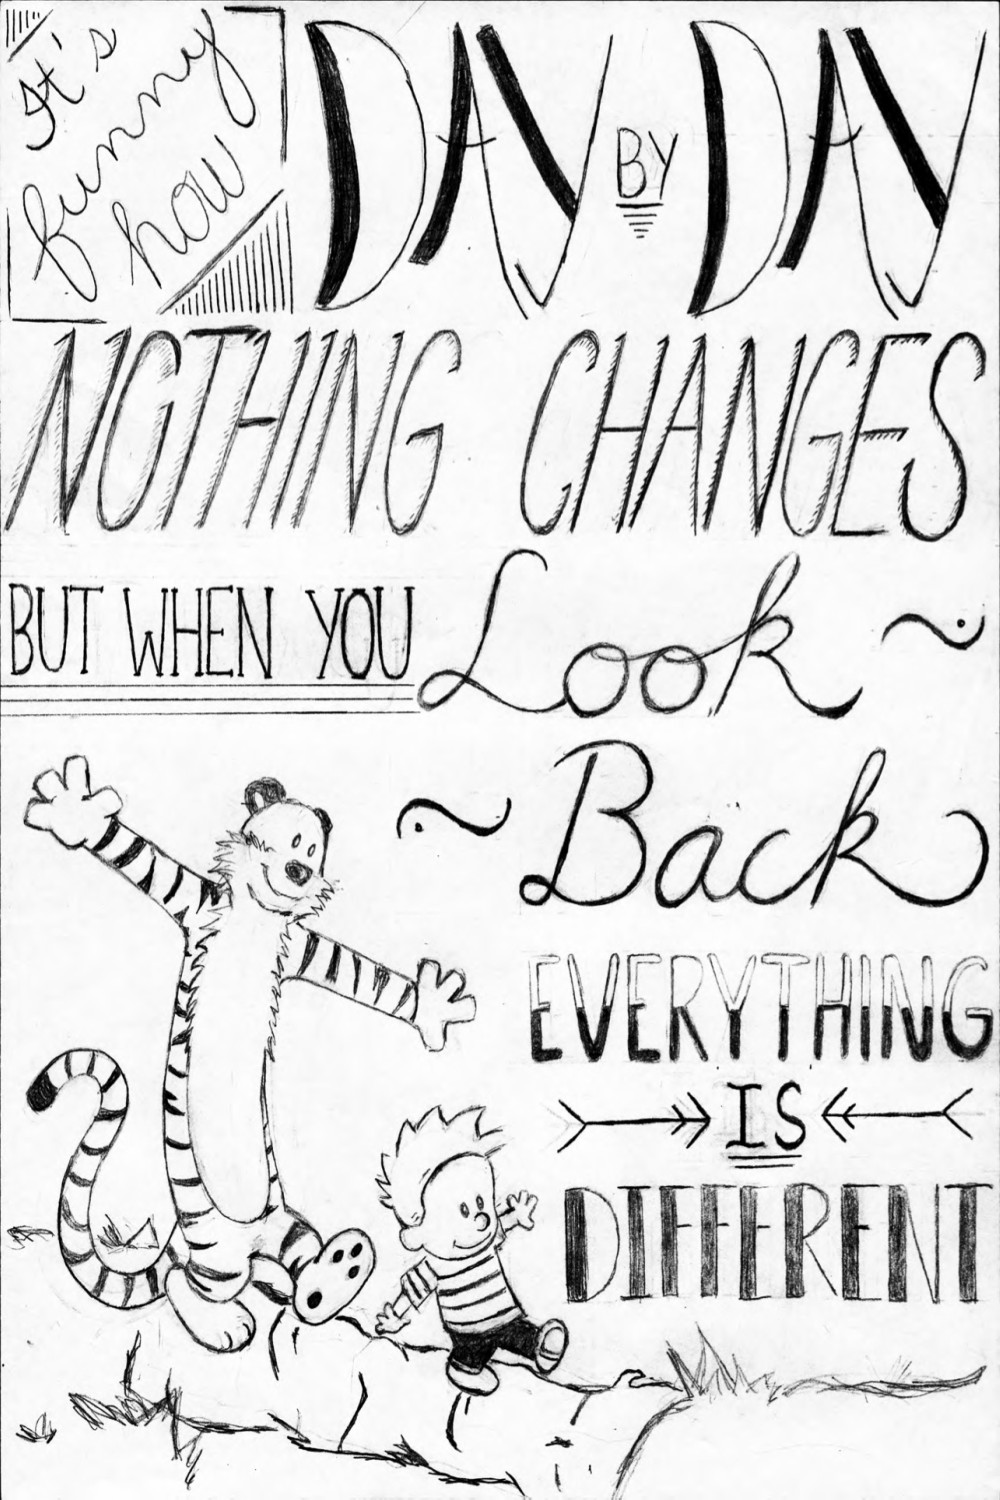 It's
funny
how
DAY BY DAY
NOTHING CHANGES
BUT WHEN YOU Look
Back
EVERYTHING
IS
DIFFERENT